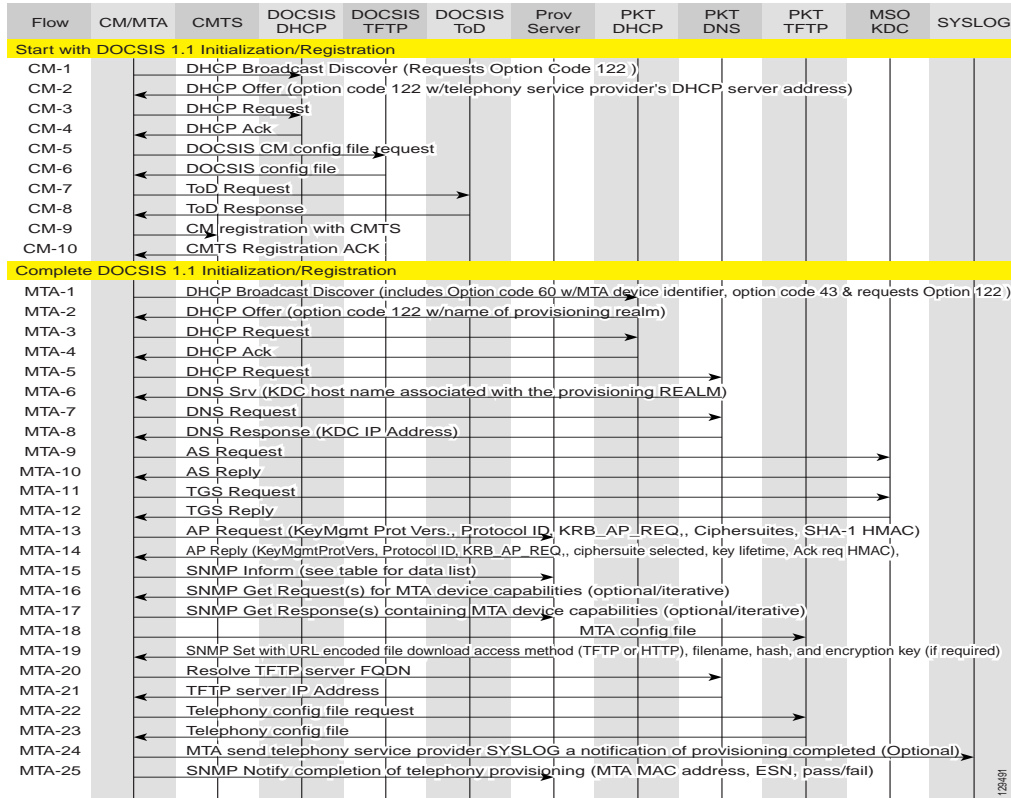 Flow CM/MTA CMTS DOCSIS DHCP DOCSIS TFTP DOCSIS ToD Prov Server PKT DHCP PKT DNS PKT TFTP MSO KDC SYSLOG
Start with DOCSIS 1.1 Initialization/Registration
CM-1 DHCP Broadcast Discover (Requests Option Code 122 )
CM-2 DHCP Offer (option code 122 w/telephony service provider's DHCP server address)
CM-3 DHCP Request
CM-4 DHCP Ack
CM-5 DOCSIS CM config file request
CM-6 DOCSIS config file
CM-7 ToD Request
CM-8 ToD Response
CM-9 CM registration with CMTS
CM-10 CMTS Registration ACK
Complete DOCSIS 1.1 Initialization/Registration
MTA-1 DHCP Broadcast Discover (includes Option code 60 w/MTA device identifier, option code 43 & requests Option 122 )
MTA-2 DHCP Offer (option code 122 w/name of provisioning realm)
MTA-3 DHCP Request
MTA-4 DHCP Ack
MTA-5 DHCP Request
MTA-6 DNS Srv (KDC host name associated with the provisioning REALM)
MTA-7 DNS Request
MTA-8 DNS Response (KDC IP Address)
MTA-9 AS Request
MTA-10 AS Reply
MTA-11 TGS Request
MTA-12 TGS Reply
MTA-13 AP Request (KeyMgmt Prot Vers., Protocol ID, KRB_AP_REQ,, Ciphersuites, SHA-1 HMAC)
MTA-14 AP Reply (KeyMgmtProtVers, Protocol ID, KRB_AP_REQ,, ciphersuite selected, key lifetime, Ack req HMAC),
MTA-15 SNMP Inform (see table for data list)
MTA-16 SNMP Get Request(s) for MTA device capabilities (optional/iterative)
MTA-17 SNMP Get Response(s) containing MTA device capabilities (optional/iterative)
MTA-18 MTA config file
MTA-19 SNMP Set with URL encoded file download access method (TFTP or HTTP), filename, hash, and encryption key (if required)
MTA-20 Resolve TFTP server FQDN
MTA-21 TFTP server IP Address
MTA-22 Telephony config file request
MTA-23 Telephony config file
MTA-24 MTA send telephony service provider SYSLOG a notification of provisioning completed (Optional)
MTA-25 SNMP Notify completion of telephony provisioning (MTA MAC address, ESN, pass/fail)
129491